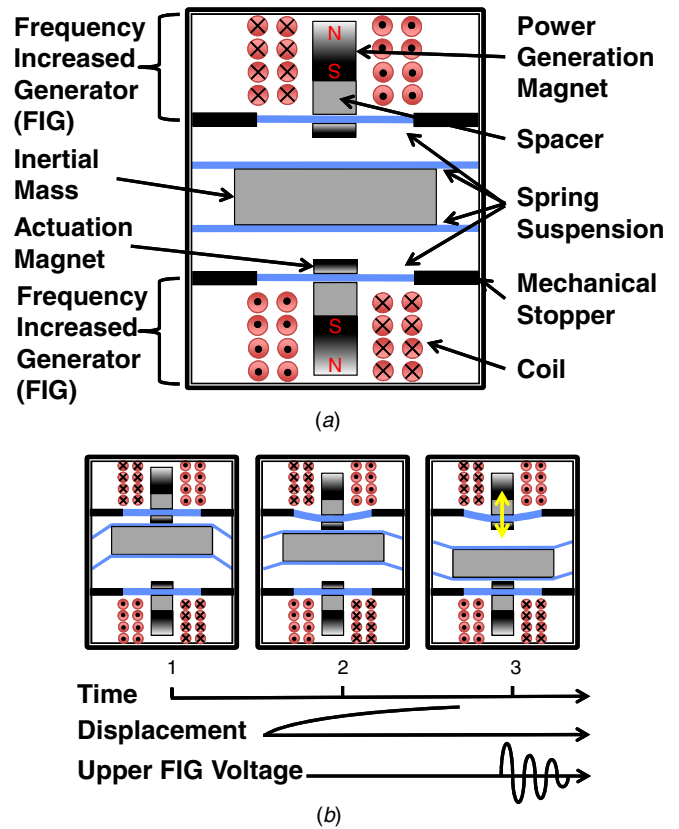 Frequency
Increased
Generator
(FIG)
Inertial
Mass
Actuation
Magnet
Frequency
Increased
Generator
(FIG)
N
S
S
N
Power
Generation
Magnet
Spacer
Spring
Suspension
Mechanical
Stopper
Coil
(a)
1 2 3
Time
Displacement
Upper FIG Voltage
(b)